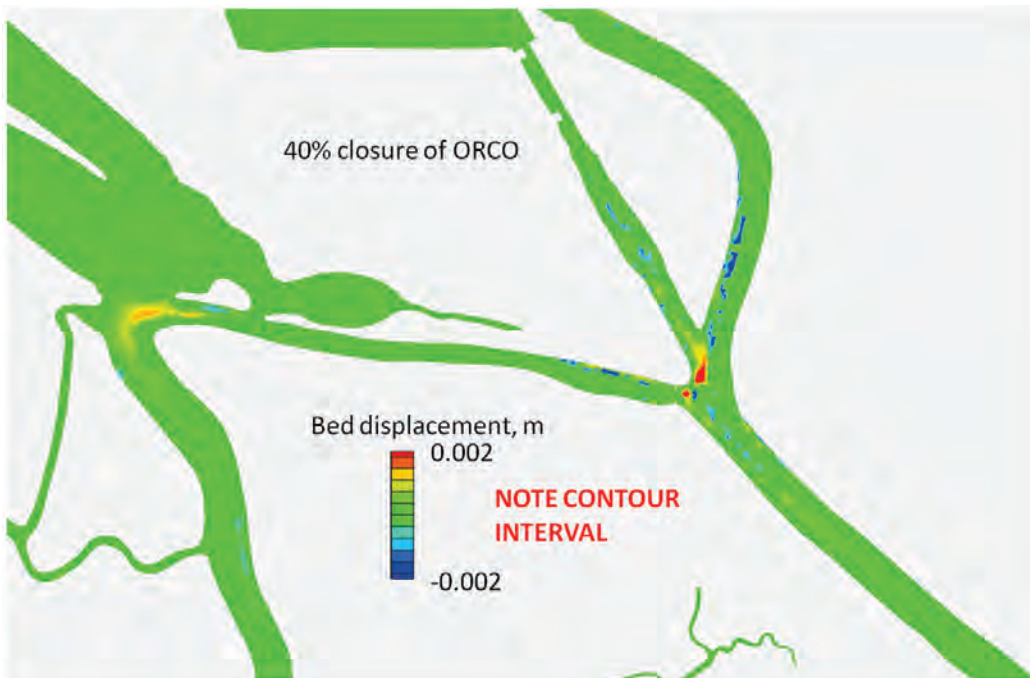 40% closure of ORCO
Bed displacement, m
0.002
NOTE CONTOUR
INTERVAL
-0.002